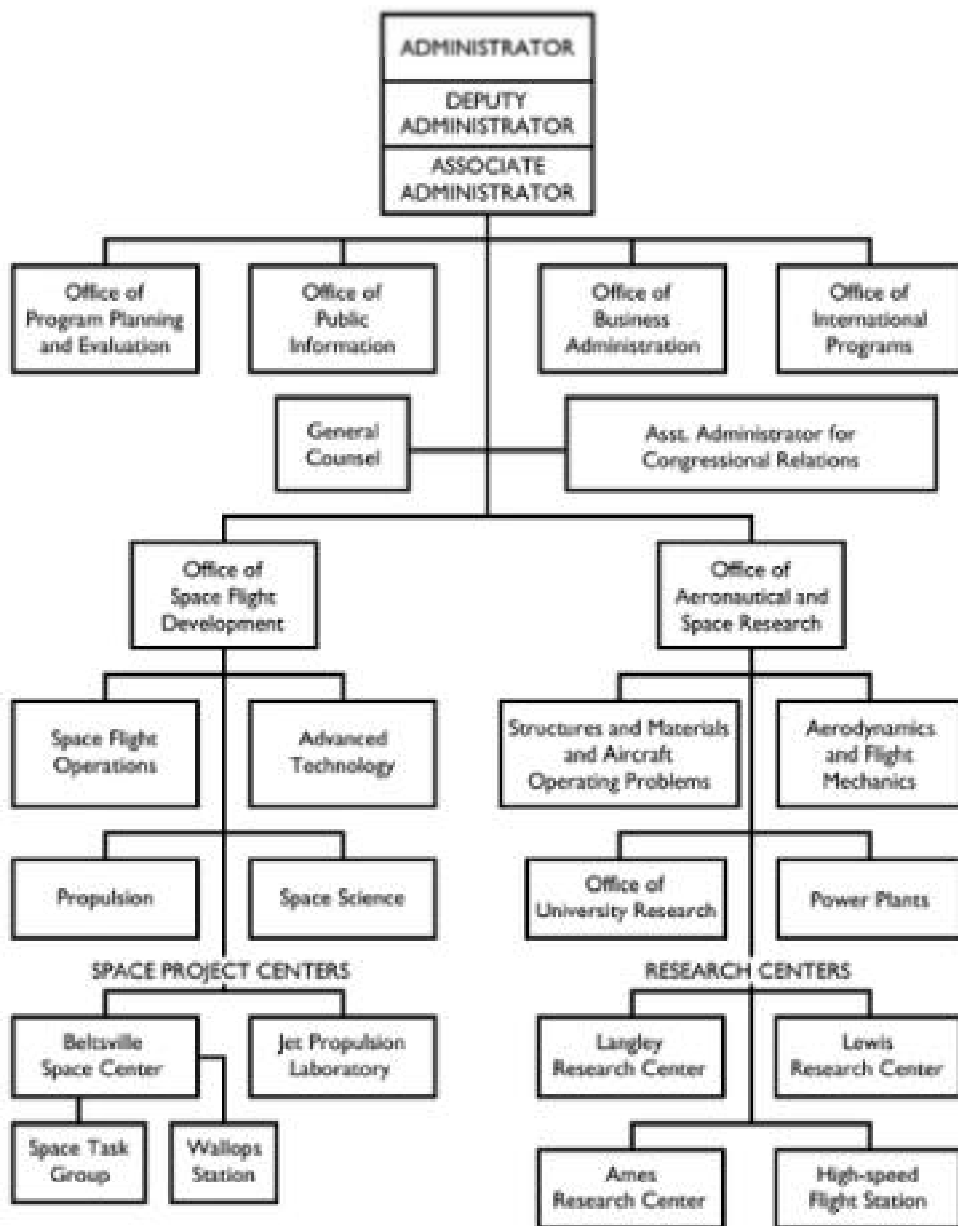 ADMINISTRATOR
DEPUTY
ADMINISTRATOR
ASSOCIATE
ADMINISTRATOR
Office of
Program Planning
and Evaluation
Office of
Public
Information
Office of
Business
Administration
Office of
International
Programs
General
Counsel
Asst. Administrator for
Congressional Relations
Office of
Space Flight
Development
Office of
Aeronautical and
Space Research
Space Flight
Operations
Advanced
Technology
Structures and Materials
and Aircraft
Operating Problems
Aerodynamics
and Flight
Mechanics
Propulsion
Space Science
Office of
University Research
Power Plants
SPACE PROJECT CENTERS
RESEARCH CENTERS
Beltsville
Space Center
Jet Propulsion
Laboratory
Langley
Research Center
Lewis
Research Center
Space Task
Group
Wallops
Station
Ames
Research Center
High-speed
Flight Station